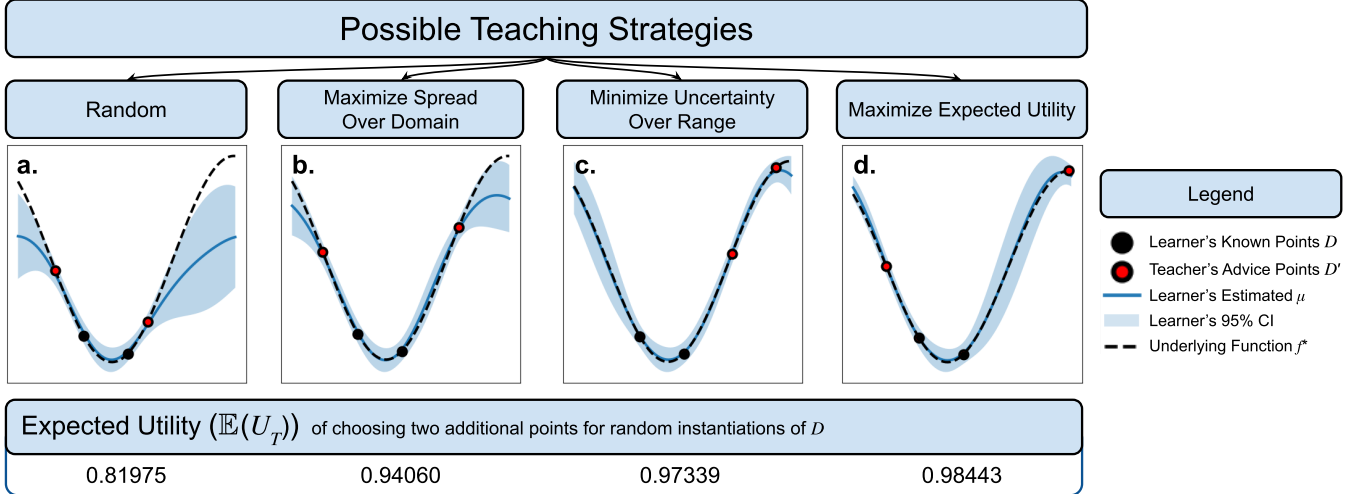 Possible Teaching Strategies
Random
Maximize Spread
Over Domain
Minimize Uncertainty
Over Range
Maximize Expected Utility
a.
b.
c.
d.
Legend
Learner's Known Points D
Teacher's Advice Points D′
Learner's Estimated μ
Learner's 95% CI
Underlying Function f*
Expected Utility (𝔼(U_T)) of choosing two additional points for random instantiations of D
0.81975
0.94060
0.97339
0.98443